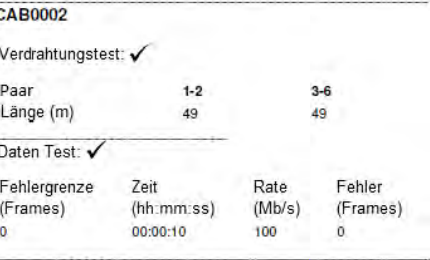 CAB0002
Verdrahtungstest: ✓
Paar 1-2 3-6
Länge (m) 49 49
Daten Test: ✓
Fehlergrenze Zeit Rate Fehler
(Frames) (hh:mm:ss) (Mb/s) (Frames)
0 00:00:10 100 0